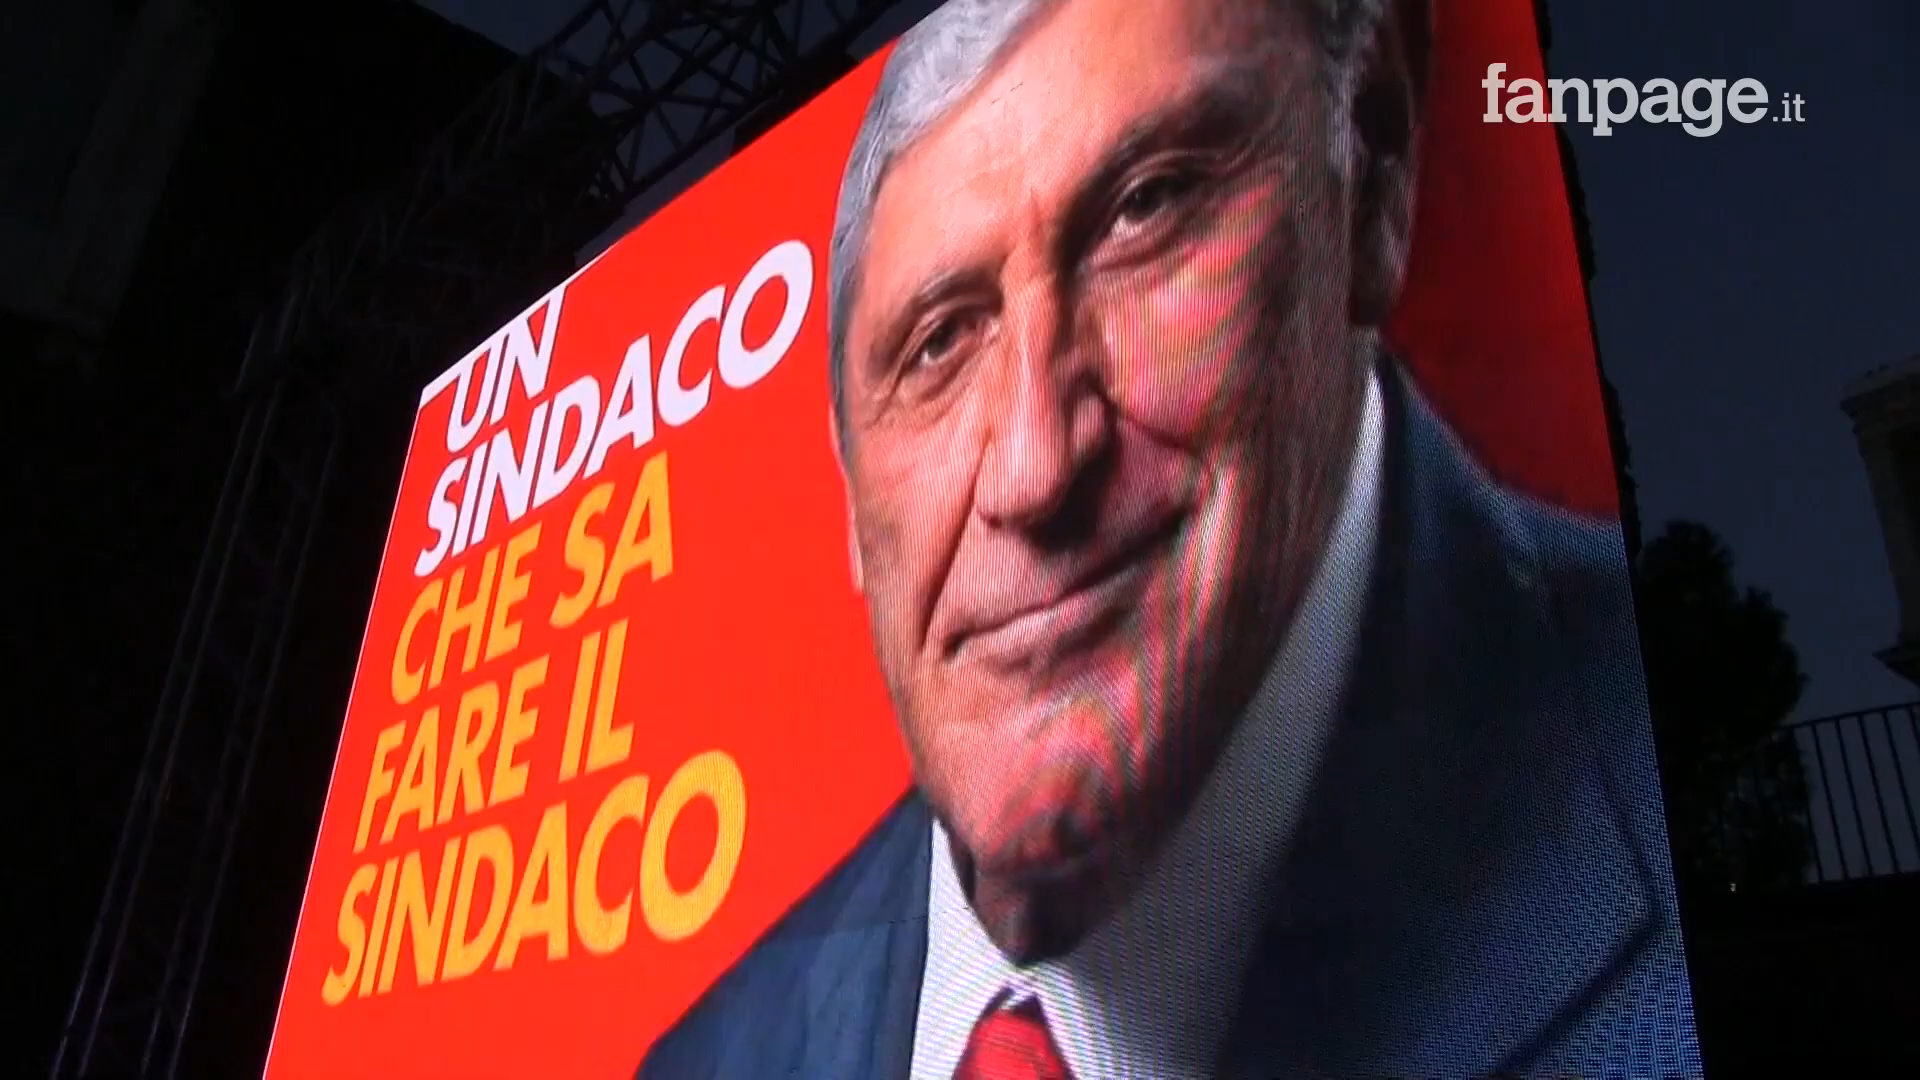 fanpage.it
UN
SINDACO
CHE SA
FARE IL
SINDACO